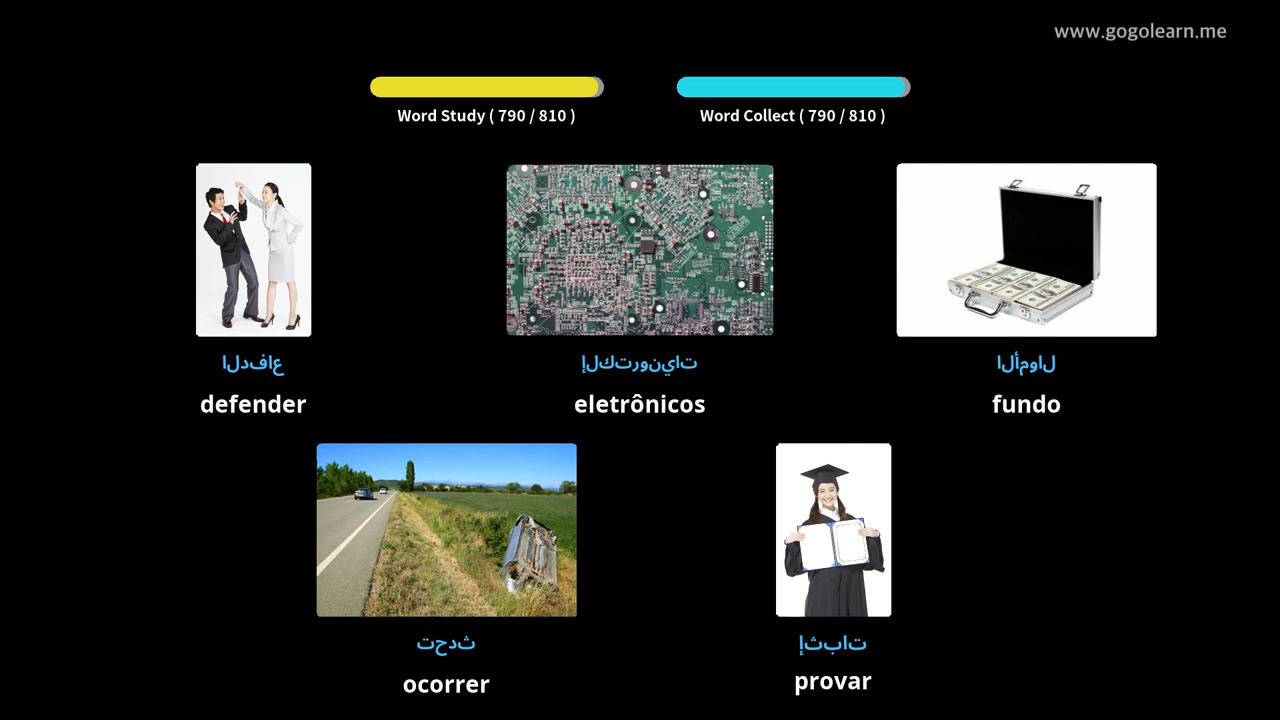 www.gogolearn.me
Word Study ( 790 / 810 )
Word Collect ( 790 / 810 )
الدفاع
إلكترونيات
الأموال
defender
eletrônicos
fundo
تحدث
إثبات
ocorrer
provar